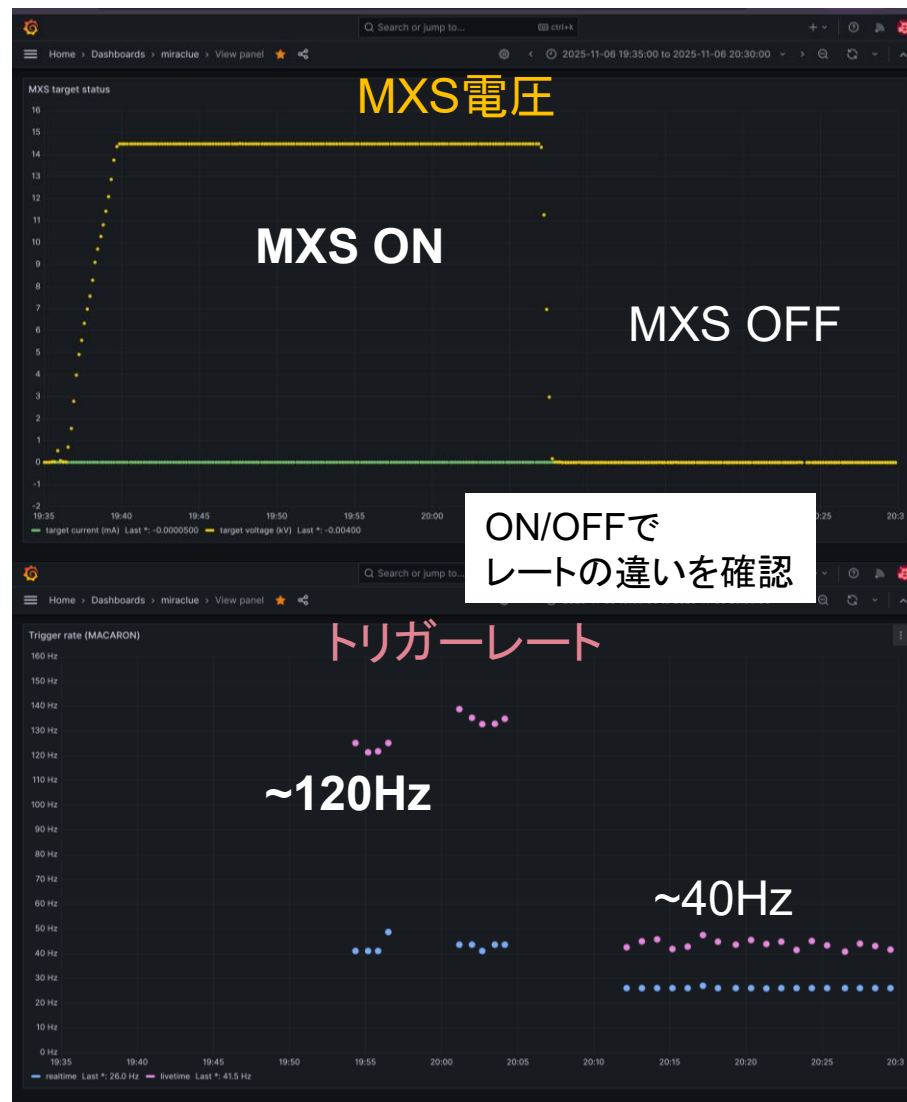 Q Search or jump to... ctrl+k
Home › Dashboards › miraclue › View panel 2025-11-06 19:35:00 to 2025-11-06 20:30:00
MXS target status
MXS電圧
16
15
14
13
12
11
10
9
8
7
6
5
4
3
2
1
0
-1
-2
MXS ON
MXS OFF
19:35 19:40 19:45 19:50 19:55 20:00
target current (mA) Last *: -0.0000500 target voltage (kV) Last *: -0.00400
ON/OFFで
レートの違いを確認
Search or jump to...
Home › Dashboards › miraclue › View panel
Trigger rate (MACARON)
トリガーレート
160 Hz
150 Hz
140 Hz
130 Hz
120 Hz
110 Hz
100 Hz
90 Hz
80 Hz
70 Hz
60 Hz
50 Hz
40 Hz
30 Hz
20 Hz
10 Hz
0 Hz
~120Hz
~40Hz
19:35 19:40 19:45 19:50 19:55 20:00 20:05 20:10 20:15 20:20 20:25 20:3
realtime Last *: 26.0 Hz livetime Last *: 41.5 Hz